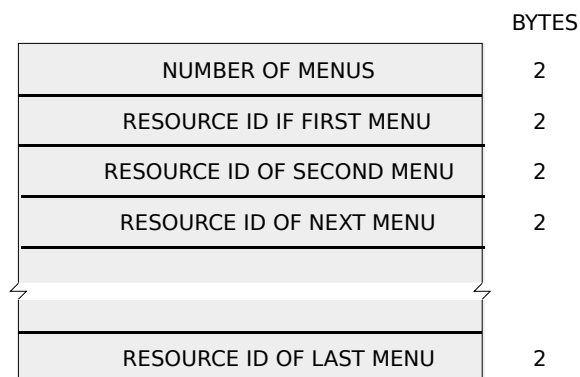 BYTES
NUMBER OF MENUS 2
RESOURCE ID IF FIRST MENU 2
RESOURCE ID OF SECOND MENU 2
RESOURCE ID OF NEXT MENU 2
RESOURCE ID OF LAST MENU 2